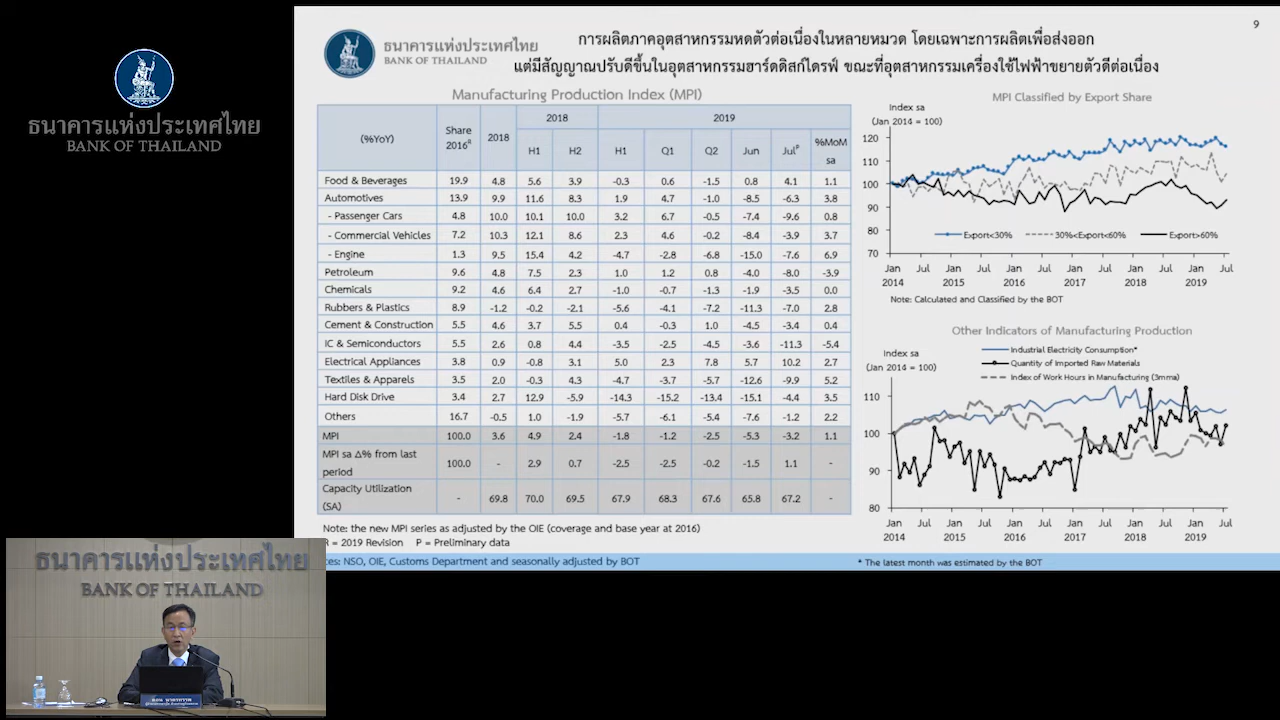 ธนาคารแห่งประเทศไทย
BANK OF THAILAND
9
ธนาคารแห่งประเทศไทย
BANK OF THAILAND
การผลิตภาคอุตสาหกรรมหดตัวต่อเนื่องในหลายหมวด โดยเฉพาะการผลิตเพื่อส่งออก
แต่มีสัญญาณปรับดีขึ้นในอุตสาหกรรมฮาร์ดดิสก์ไดรฟ์ ขณะที่อุตสาหกรรมเครื่องใช้ไฟฟ้าขยายตัวดีต่อเนื่อง
Manufacturing Production Index (MPI)
(%YoY) Share 2016R 2018 2018 2019
H1 H2 H1 Q1 Q2 Jun Julp %MoM sa
Food & Beverages 19.9 4.8 5.6 3.9 -0.3 0.6 -1.5 0.8 4.1 1.1
Automotives 13.9 9.9 11.6 8.3 1.9 4.7 -1.0 -8.5 -6.3 3.8
- Passenger Cars 4.8 10.0 10.1 10.0 3.2 6.7 -0.5 -7.4 -9.6 0.8
- Commercial Vehicles 7.2 10.3 12.1 8.6 2.3 4.6 -0.2 -8.4 -3.9 3.7
- Engine 1.3 9.5 15.4 4.2 -4.7 -2.8 -6.8 -15.0 -7.6 6.9
Petroleum 9.6 4.8 7.5 2.3 1.0 1.2 0.8 -4.0 -8.0 -3.9
Chemicals 9.2 4.6 6.4 2.7 -1.0 -0.7 -1.3 -1.9 -3.5 0.0
Rubbers & Plastics 8.9 -1.2 -0.2 -2.1 -5.6 -4.1 -7.2 -11.3 -7.0 2.8
Cement & Construction 5.5 4.6 3.7 5.5 0.4 -0.3 1.0 -4.5 -3.4 0.4
IC & Semiconductors 5.5 2.6 0.8 4.4 -3.5 -2.5 -4.5 -3.6 -11.3 -5.4
Electrical Appliances 3.8 0.9 -0.8 3.1 5.0 2.3 7.8 5.7 10.2 2.7
Textiles & Apparels 3.5 2.0 -0.3 4.3 -4.7 -3.7 -5.7 -12.6 -9.9 5.2
Hard Disk Drive 3.4 2.7 12.9 -5.9 -14.3 -15.2 -13.4 -15.1 -4.4 3.5
Others 16.7 -0.5 1.0 -1.9 -5.7 -6.1 -5.4 -7.6 -1.2 2.2
MPI 100.0 3.6 4.9 2.4 -1.8 -1.2 -2.5 -5.3 -3.2 1.1
MPI sa Δ% from last period 100.0 - 2.9 0.7 -2.5 -2.5 -0.2 -1.5 1.1 -
Capacity Utilization (SA) - 69.8 70.0 69.5 67.9 68.3 67.6 65.8 67.2 -
Note: the new MPI series as adjusted by the OIE (coverage and base year at 2016)
R = 2019 Revision P = Preliminary data
ces: NSO, OIE, Customs Department and seasonally adjusted by BOT
MPI Classified by Export Share
Index sa
(Jan 2014 = 100)
120
110
100
90
80
70
Export<30% 30%<Export<60% Export>60%
Jan Jul Jan Jul Jan Jul Jan Jul Jan Jul Jan Jul
2014 2015 2016 2017 2018 2019
Note: Calculated and Classified by the BOT
Other Indicators of Manufacturing Production
Index sa
(Jan 2014 = 100)
Industrial Electricity Consumption*
Quantity of Imported Raw Materials
Index of Work Hours in Manufacturing (3mma)
110
100
90
80
Jan Jul Jan Jul Jan Jul Jan Jul Jan Jul Jan Jul
2014 2015 2016 2017 2018 2019
* The latest month was estimated by the BOT
ธนาคารแห่งประเทศไทย
BANK OF THAILAND